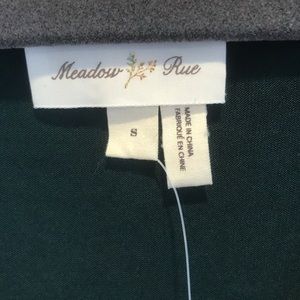 Meadow Rue
S
MADE IN CHINA
FABRIQUÉ EN CHINE